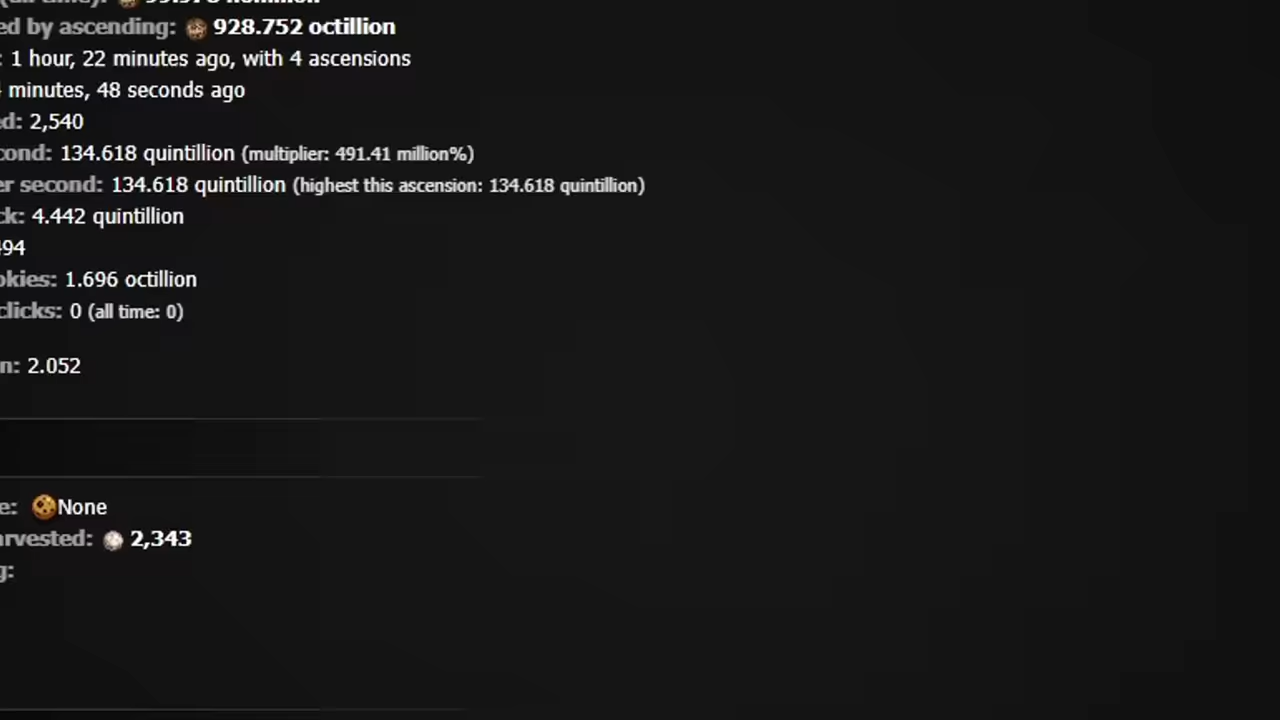 ed by ascending: 928.752 octillion
: 1 hour, 22 minutes ago, with 4 ascensions
minutes, 48 seconds ago
ed: 2,540
cond: 134.618 quintillion (multiplier: 491.41 million%)
er second: 134.618 quintillion (highest this ascension: 134.618 quintillion)
ck: 4.442 quintillion
494
okies: 1.696 octillion
clicks: 0 (all time: 0)
n: 2.052
e: None
arvested: 2,343
g: